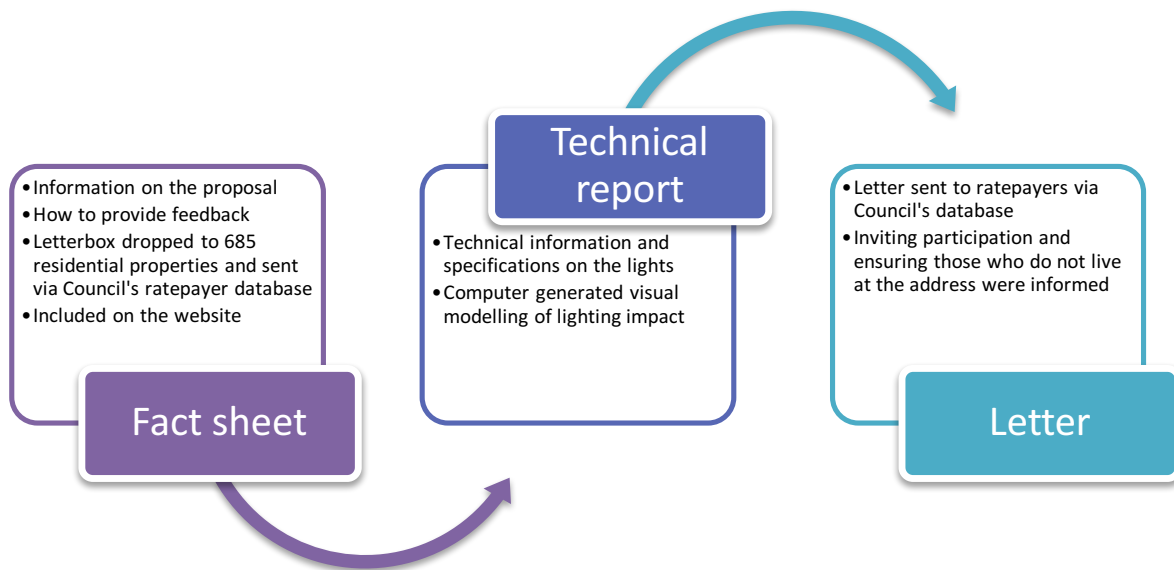 •Information on the proposal
•How to provide feedback
•Letterbox dropped to 685
residential properties and sent
via Council's ratepayer database
•Included on the website
Fact sheet
Technical
report
•Technical information and
specifications on the lights
•Computer generated visual
modelling of lighting impact
•Letter sent to ratepayers via
Council's database
•Inviting participation and
ensuring those who do not live
at the address were informed
Letter